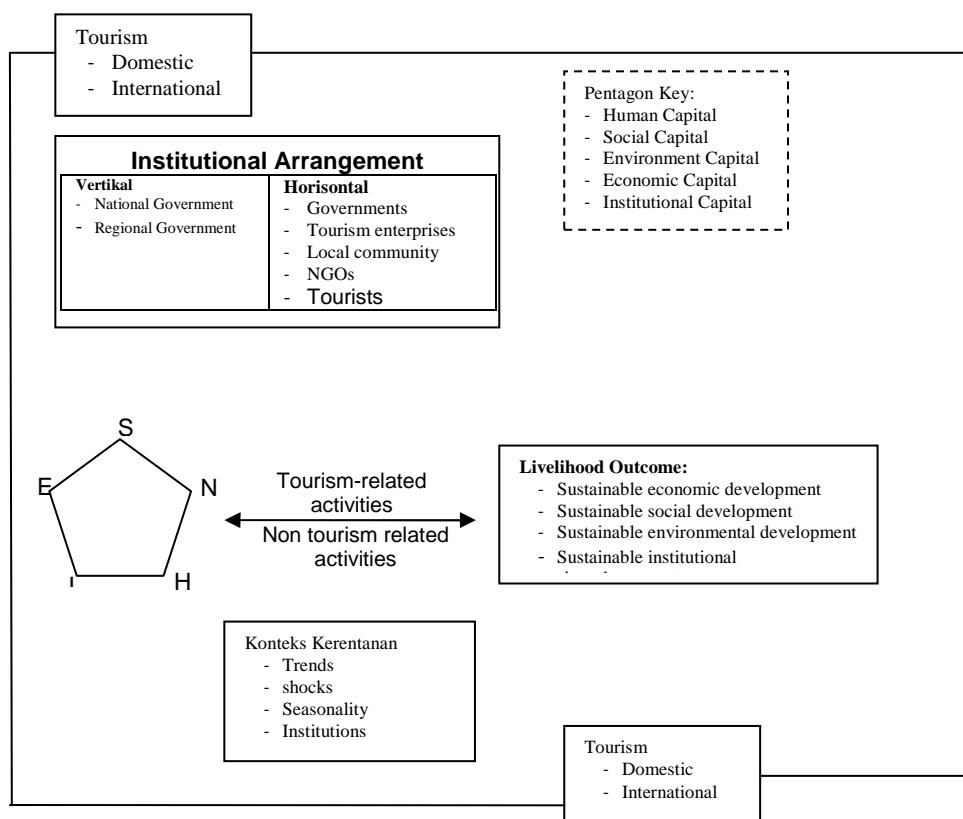 Tourism
- Domestic
- International
Pentagon Key:
- Human Capital
- Social Capital
- Environment Capital
- Economic Capital
- Institutional Capital
Institutional Arrangement
Vertikal
- National Government
- Regional Government
Horisontal
- Governments
- Tourism enterprises
- Local community
- NGOs
- Tourists
S
E
N
I
H
Tourism-related
activities
Non tourism related
activities
Livelihood Outcome:
- Sustainable economic development
- Sustainable social development
- Sustainable environmental development
- Sustainable institutional
Konteks Kerentanan
- Trends
- shocks
- Seasonality
- Institutions
Tourism
- Domestic
- International